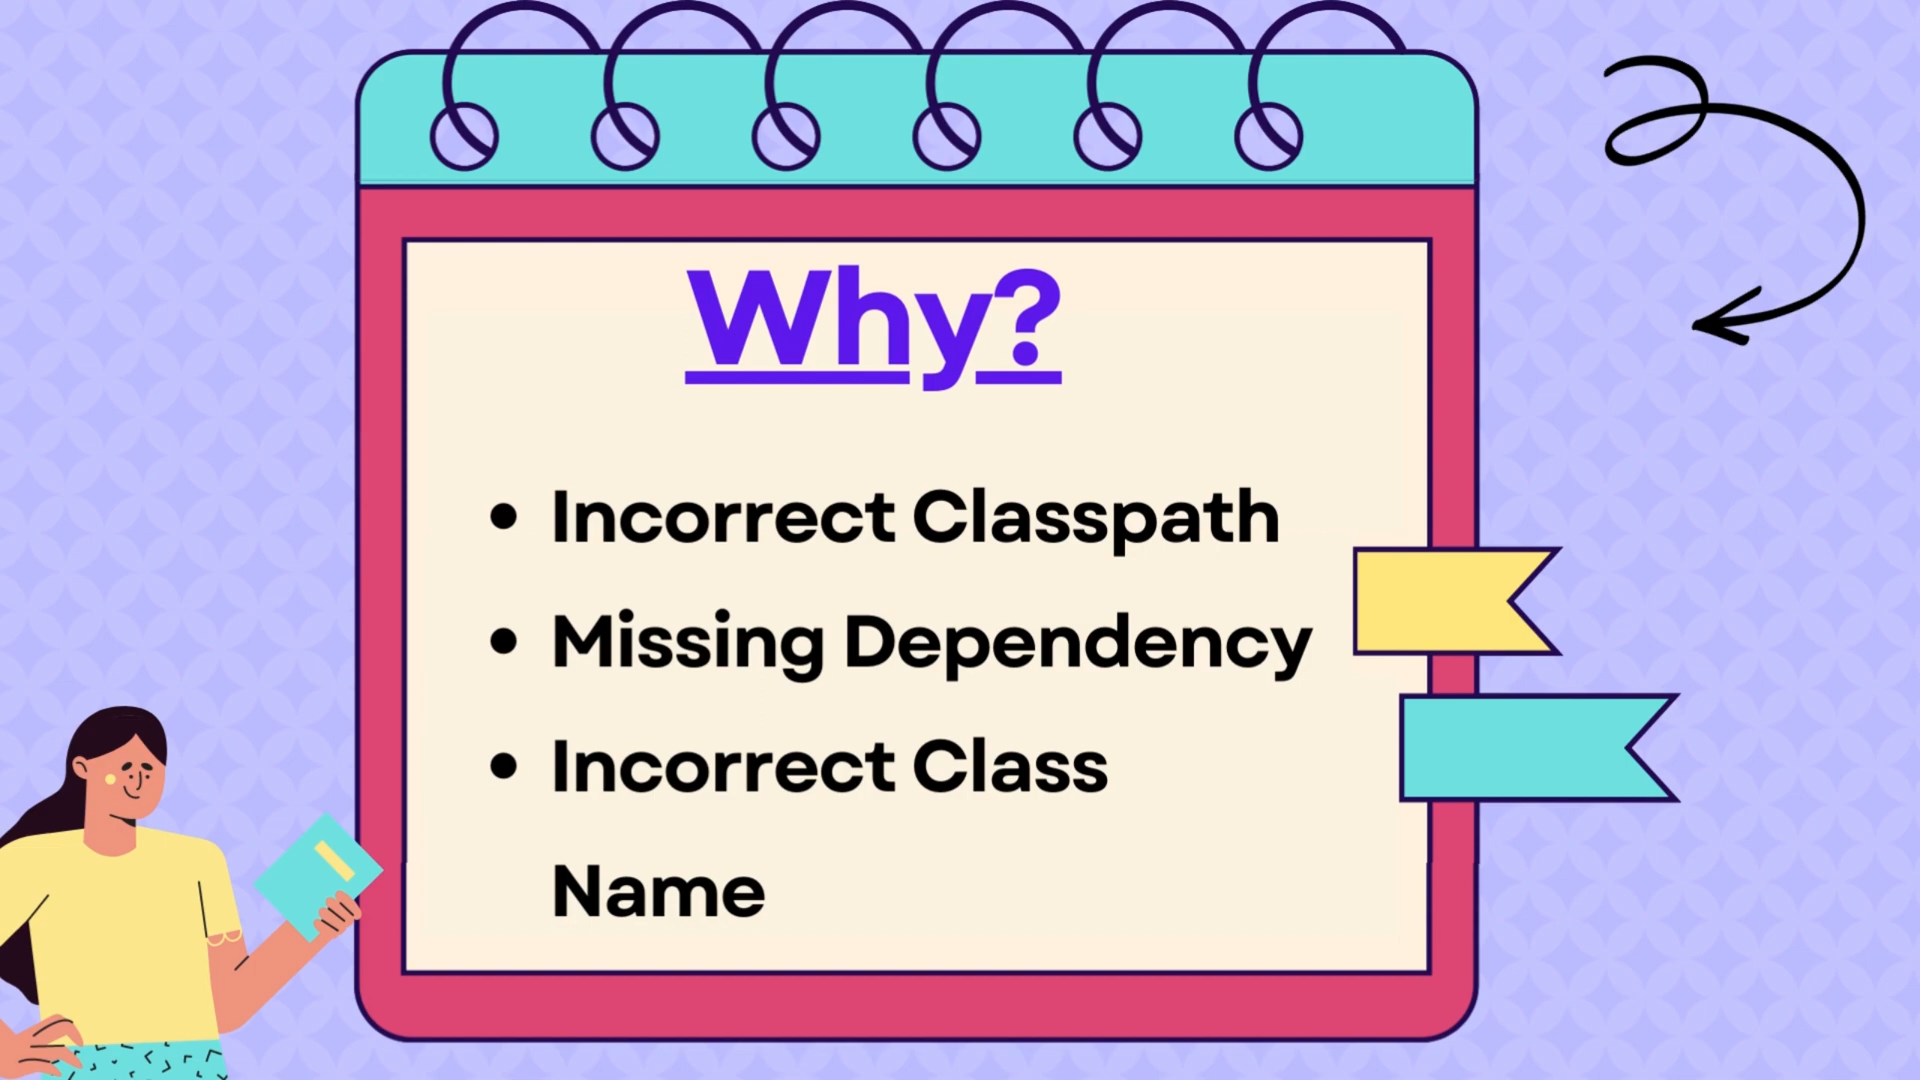 Why?
• Incorrect Classpath
• Missing Dependency
• Incorrect Class
Name